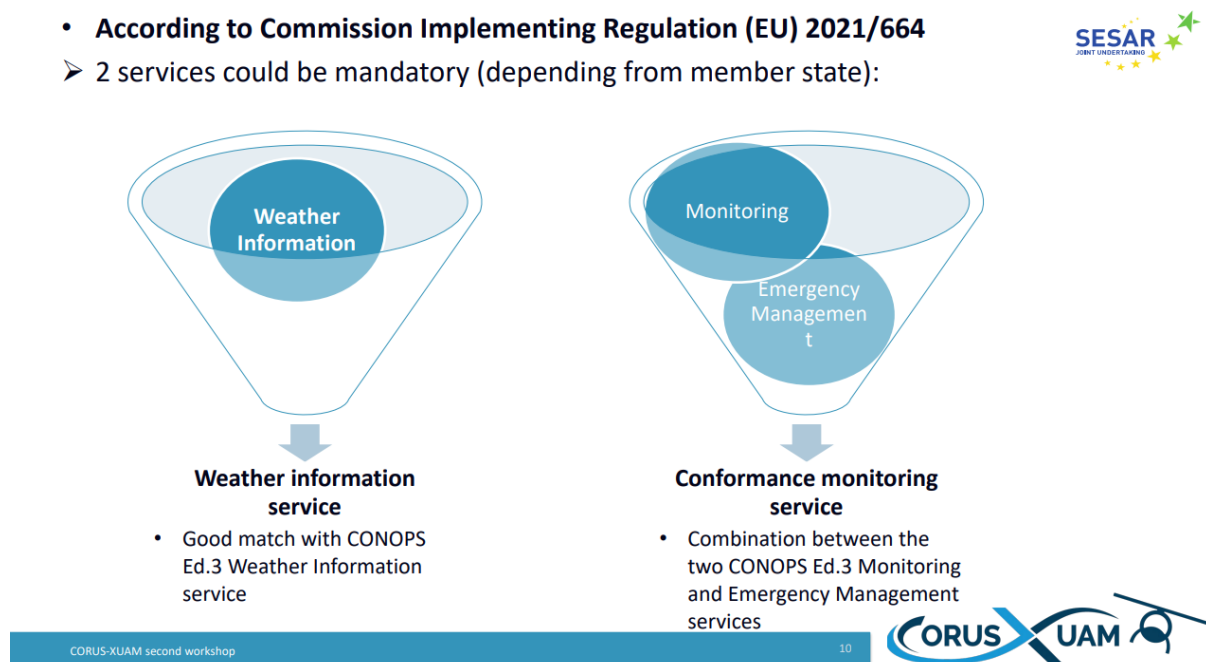 • According to Commission Implementing Regulation (EU) 2021/664
SESAR
JOINT UNDERTAKING
➢ 2 services could be mandatory (depending from member state):
Weather
Information
Monitoring
Emergency
Managemen
t
Weather information
service
• Good match with CONOPS
Ed.3 Weather Information
service
Conformance monitoring
service
• Combination between the
two CONOPS Ed.3 Monitoring
and Emergency Management
services
CORUS-XUAM second workshop
10
CORUS XUAM